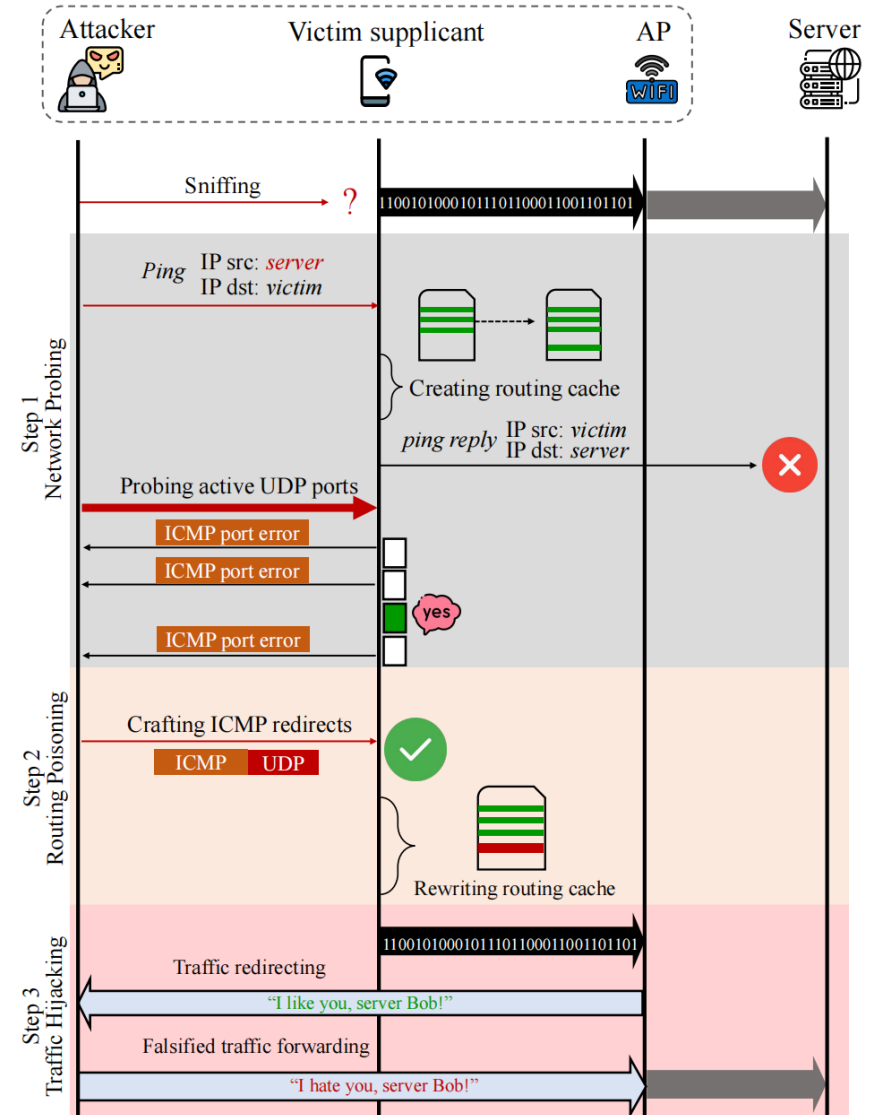 Attacker
Victim supplicant
AP
Server
WiFi
Sniffing
?
11001010001011101100011001101101
Step 1
Network Probing
Ping
IP src: server
IP dst: victim
Creating routing cache
ping reply
IP src: victim
IP dst: server
Probing active UDP ports
ICMP port error
ICMP port error
yes
ICMP port error
Step 2
Routing Poisoning
Crafting ICMP redirects
ICMP
UDP
Rewriting routing cache
Step 3
Traffic Hijacking
11001010001011101100011001101101
Traffic redirecting
“I like you, server Bob!”
Falsified traffic forwarding
“I hate you, server Bob!”